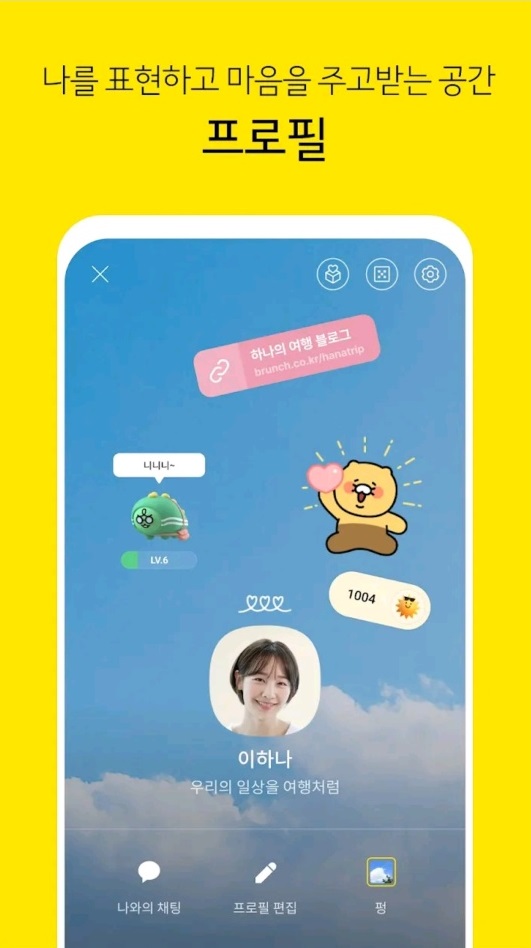 나를 표현하고 마음을 주고받는 공간
프로필
하나의 여행 블로그
brunch.co.kr/hanatrip
니니니~
LV.6
1004
이하나
우리의 일상을 여행처럼
나와의 채팅
프로필 편집
펑